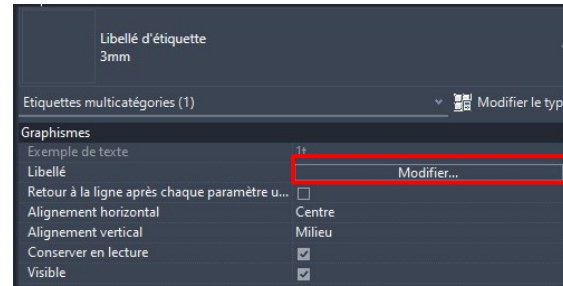 Libellé d'étiquette
3mm
Etiquettes multicatégories (1)
Modifier le typ
Graphismes
Exemple de texte 1t
Libellé Modifier...
Retour à la ligne après chaque paramètre u...
Alignement horizontal Centre
Alignement vertical Milieu
Conserver en lecture
Visible